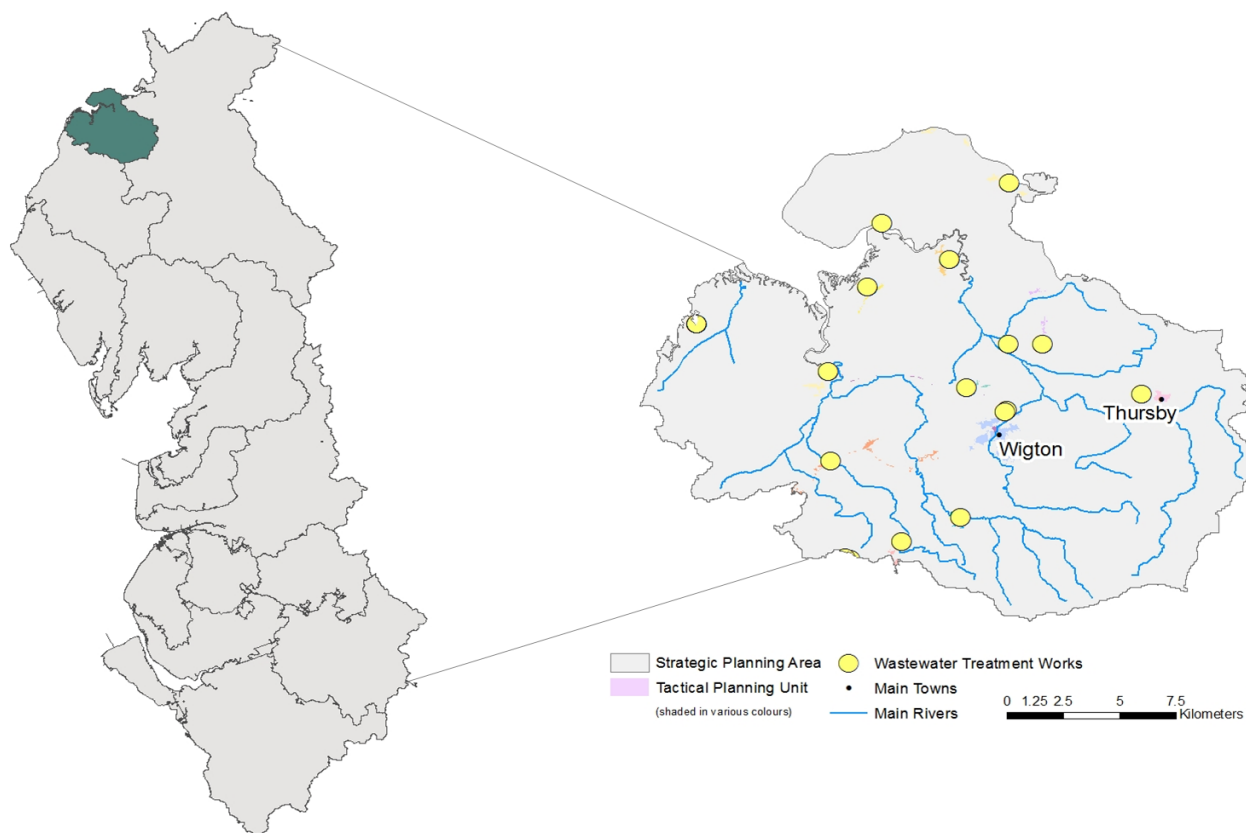 Thursby
Wigton
Strategic Planning Area
Wastewater Treatment Works
Tactical Planning Unit
Main Towns
(shaded in various colours)
Main Rivers
0 1.25 2.5 5 7.5
Kilometers